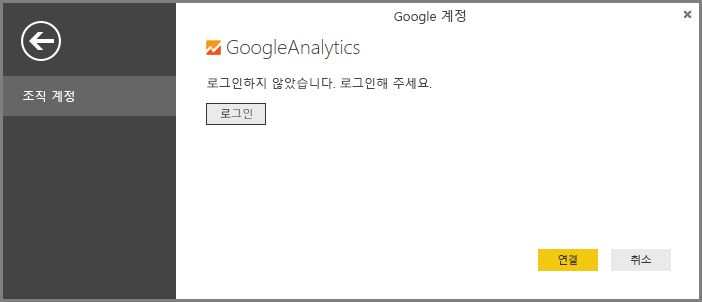 Google 계정
GoogleAnalytics
로그인하지 않았습니다. 로그인해 주세요.
조직 계정
로그인
연결
취소